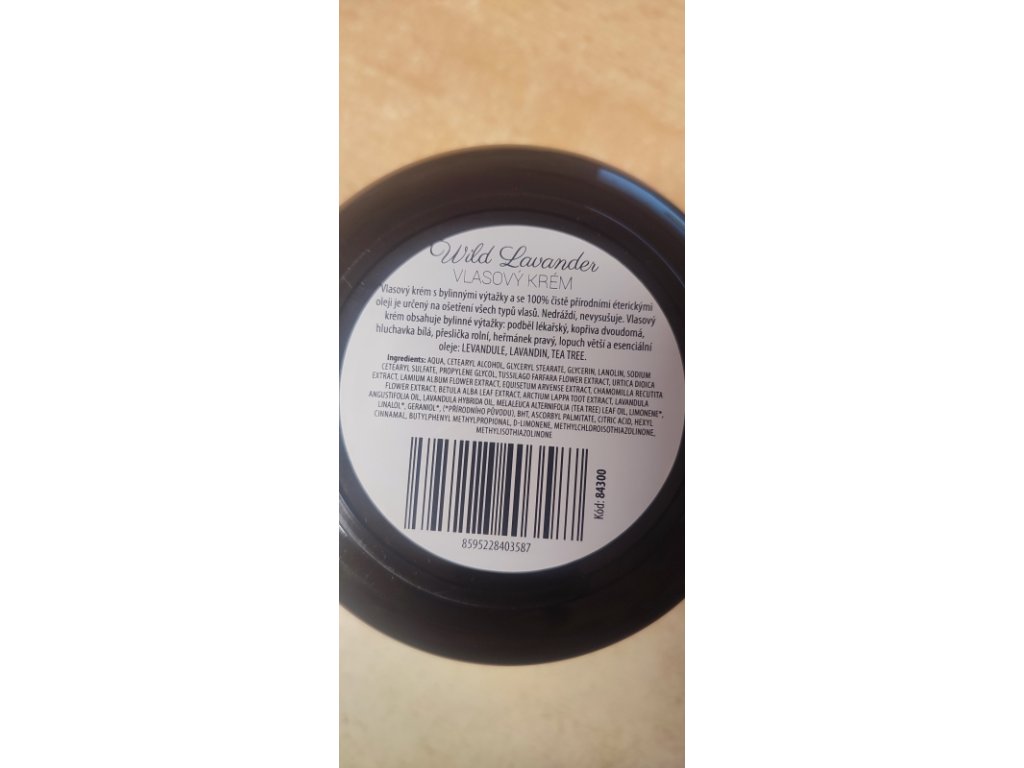 Wild Lavander
VLASOVÝ KRÉM
Vlasový krém s bylinnými výtažky a se 100% čistě přírodními éterickými
oleji je určený na ošetření všech typů vlasů. Nedráždí, nevysušuje. Vlasový
krém obsahuje bylinné výtažky: podběl lékařský, kopřiva dvoudomá,
hluchavka bílá, přeslička rolní, heřmánek pravý, lopuch větší a esenciální
oleje: LEVANDULE, LAVANDIN, TEA TREE.
Ingredients: AQUA, CETEARYL ALCOHOL, GLYCERYL STEARATE, GLYCERIN, LANOLIN, SODIUM
CETEARYL SULFATE, PROPYLENE GLYCOL, TUSSILAGO FARFARA FLOWER EXTRACT, URTICA DIOICA
EXTRACT, LAMIUM ALBUM FLOWER EXTRACT, EQUISETUM ARVENSE EXTRACT, CHAMOMILLA RECUTITA
FLOWER EXTRACT, BETULA ALBA LEAF EXTRACT, ARCTIUM LAPPA TOOT EXTRACT, LAVANDULA
ANGUSTIFOLIA OIL, LAVANDULA HYBRIDA OIL, MELALEUCA ALTERNIFOLIA (TEA TREE) LEAF OIL, LIMONENE*,
LINALOL*, GERANIOL*, (*PŘÍRODNÍHO PŮVODU), BHT, ASCORBYL PALMITATE, CITRIC ACID, HEXYL
CINNAMAL, BUTYLPHENYL METHYLPROPIONAL, D-LIMONENE, METHYLCHLOROISOTHIAZOLINONE,
METHYLISOTHIAZOLINONE
Kód: 84300
8595228403587